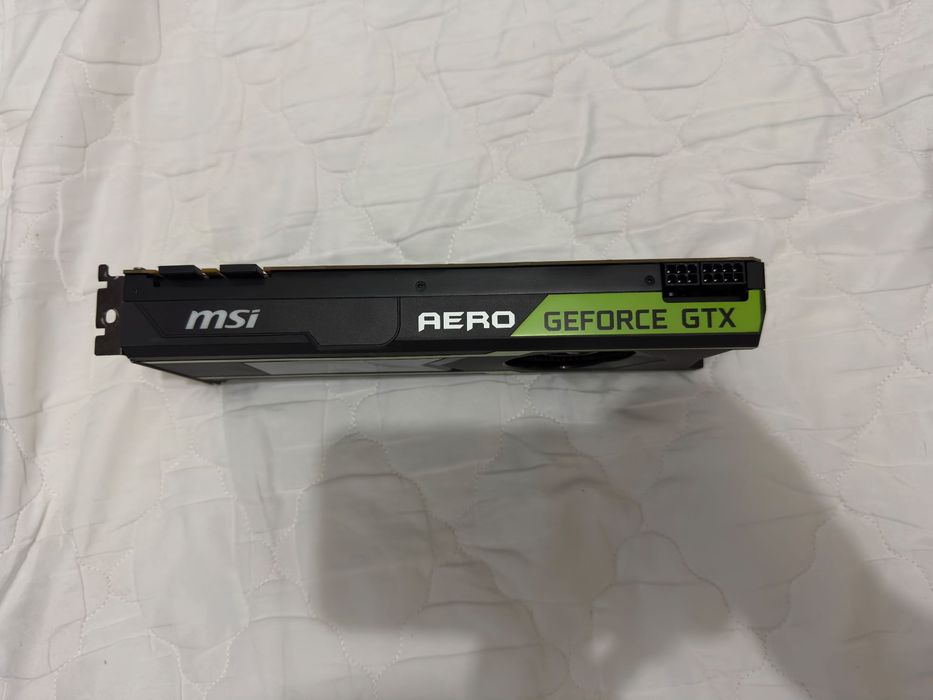 msi AERO GEFORCE GTX